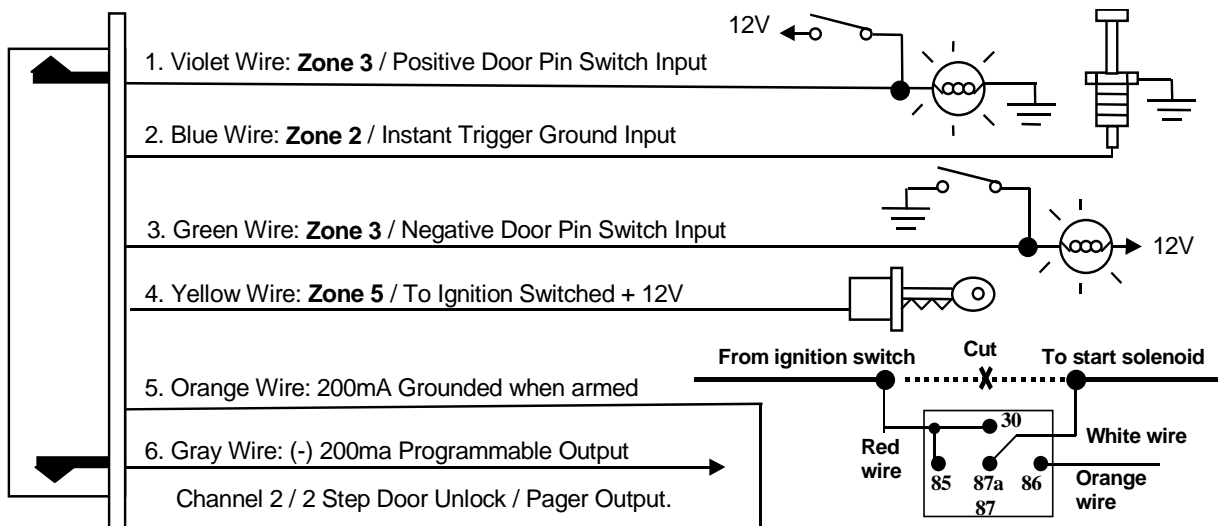 12V
1. Violet Wire: Zone 3 / Positive Door Pin Switch Input
2. Blue Wire: Zone 2 / Instant Trigger Ground Input
3. Green Wire: Zone 3 / Negative Door Pin Switch Input
12V
4. Yellow Wire: Zone 5 / To Ignition Switched + 12V
From ignition switch
Cut
To start solenoid
5. Orange Wire: 200mA Grounded when armed
30
Red
wire
White wire
85
87a
86
87
Orange
wire
6. Gray Wire: (-) 200ma Programmable Output
Channel 2 / 2 Step Door Unlock / Pager Output.